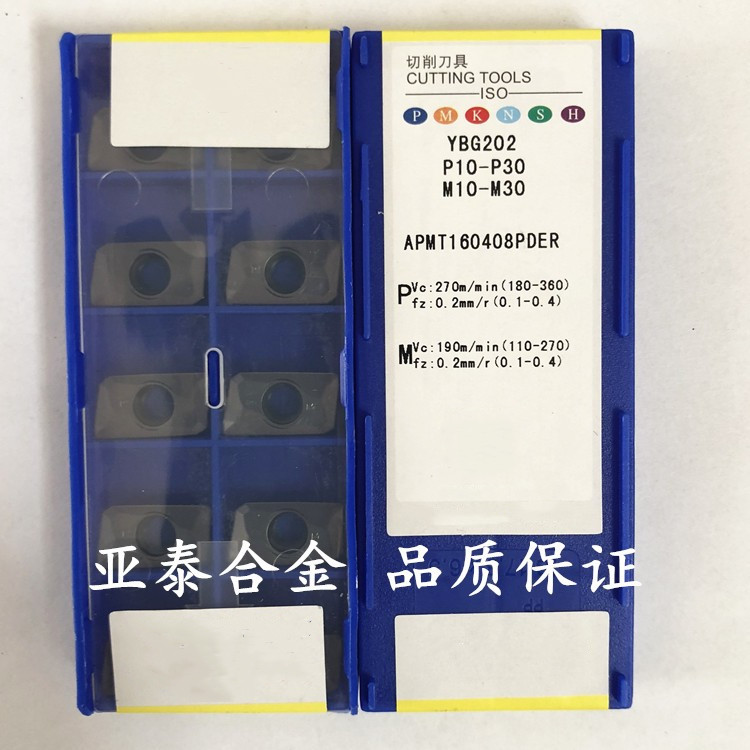 切削刀具
CUTTING TOOLS
ISO
P M K N S H
YBG202
P10-P30
M10-M30
APMT160408PDER
P Vc:270m/min(180-360)
fz:0.2mm/r(0.1-0.4)
M Vc:190m/min(110-270)
fz:0.2mm/r(0.1-0.4)
亚泰合金 品质保证